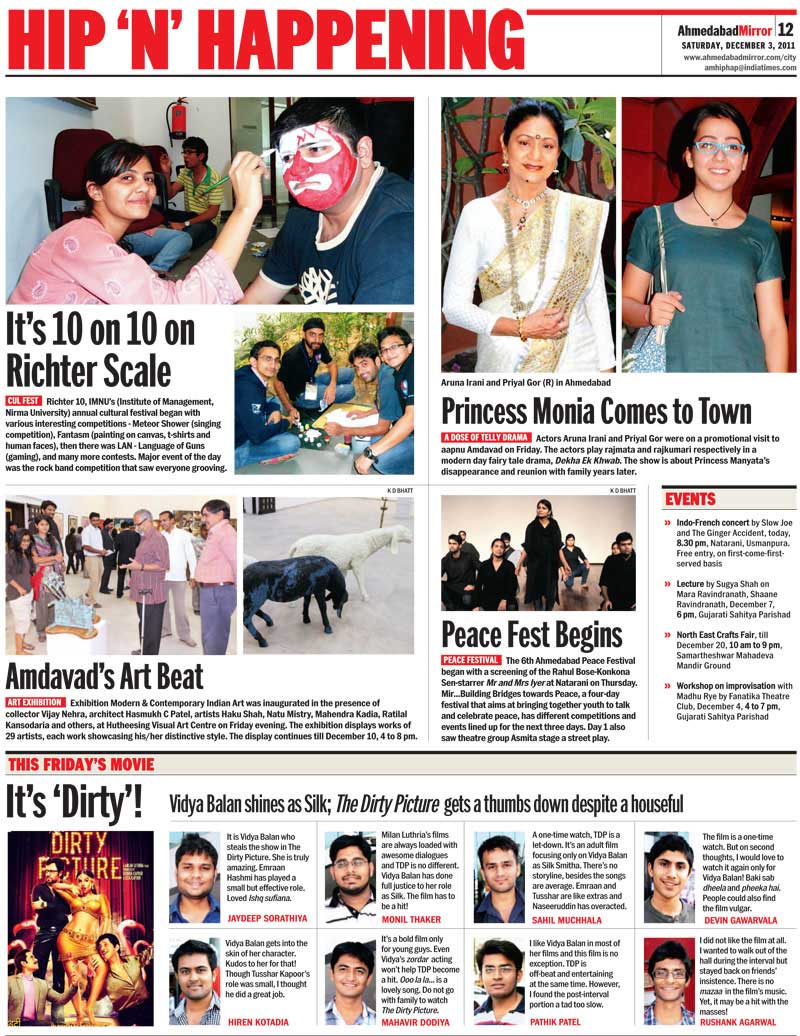 HIP 'N' HAPPENING
AhmedabadMirror 12
SATURDAY, DECEMBER 3, 2011
www.ahmedabadmirror.com/city
amhiphap@indiatimes.com
It's 10 on 10 on
Richter Scale
CUL FEST Richter 10, IMNU's (Institute of Management,
Nirma University) annual cultural festival began with
various interesting competitions - Meteor Shower (singing
competition), Fantasm (painting on canvas, t-shirts and
human faces), then there was LAN - Language of Guns
(gaming), and many more contests. Major event of the day
was the rock band competition that saw everyone grooving.
Aruna Irani and Priyal Gor (R) in Ahmedabad
Princess Monia Comes to Town
A DOSE OF TELLY DRAMA Actors Aruna Irani and Priyal Gor were on a promotional visit to
aapnu Amdavad on Friday. The actors play rajmata and rajkumari respectively in a
modern day fairy tale drama, Dekha Ek Khwab. The show is about Princess Manyata's
disappearance and reunion with family years later.
K D BHATT
Amdavad's Art Beat
ART EXHIBITION Exhibition Modern & Contemporary Indian Art was inaugurated in the presence of
collector Vijay Nehra, architect Hasmukh C Patel, artists Haku Shah, Natu Mistry, Mahendra Kadia, Ratilal
Kansodaria and others, at Hutheesing Visual Art Centre on Friday evening. The exhibition displays works of
29 artists, each work showcasing his/her distinctive style. The display continues till December 10, 4 to 8 pm.
K D BHATT
Peace Fest Begins
PEACE FESTIVAL The 6th Ahmedabad Peace Festival
began with a screening of the Rahul Bose-Konkona
Sen-starrer Mr and Mrs Iyer at Natarani on Thursday.
Mir...Building Bridges towards Peace, a four-day
festival that aims at bringing together youth to talk
and celebrate peace, has different competitions and
events lined up for the next three days. Day 1 also
saw theatre group Asmita stage a street play.
EVENTS
» Indo-French concert by Slow Joe
and The Ginger Accident, today,
8.30 pm, Natarani, Usmanpura.
Free entry, on first-come-first-
served basis
» Lecture by Sugya Shah on
Mara Ravindranath, Shaane
Ravindranath, December 7,
6 pm, Gujarati Sahitya Parishad
» North East Crafts Fair, till
December 20, 10 am to 9 pm,
Samartheshwar Mahadeva
Mandir Ground
» Workshop on improvisation with
Madhu Rye by Fanatika Theatre
Club, December 4, 4 to 7 pm,
Gujarati Sahitya Parishad
THIS FRIDAY'S MOVIE
It's 'Dirty'!
Vidya Balan shines as Silk; The Dirty Picture gets a thumbs down despite a houseful
DIRTY
PICTURE
It is Vidya Balan who
steals the show in The
Dirty Picture. She is truly
amazing. Emraan
Hashmi has played a
small but effective role.
Loved Ishq sufiana.
JAYDEEP SORATHIYA
Milan Luthria's films
are always loaded with
awesome dialogues
and TDP is no different.
Vidya Balan has done
full justice to her role
as Silk. The film has
to be a hit!
MONIL THAKER
A one-time watch, TDP is a
let-down. It's an adult film
focusing only on Vidya Balan
as Silk Smitha. There's no
storyline, besides the songs
are average. Emraan and
Tusshar are like extras and
Naseeruddin has overacted.
SAHIL MUCHHALA
The film is a one-time
watch. But on second
thoughts, I would love to
watch it again only for
Vidya Balan! Baki sab
dheela and pheeka hai.
People could also find
the film vulgar.
DEVIN GAWARVALA
Vidya Balan gets into the
skin of her character.
Kudos to her for that!
Though Tusshar Kapoor's
role was small, I thought
he did a great job.
HIREN KOTADIA
It's a bold film only
for young guys. Even
Vidya's zordar acting
won't help TDP become
a hit. Ooo la la... is a
lovely song. Do not go
with family to watch
The Dirty Picture.
MAHAVIR DODIYA
I like Vidya Balan in most of
her films and this film is no
exception. TDP is
off-beat and entertaining
at the same time. However,
I found the post-interval
portion a tad too slow.
PATHIK PATEL
I did not like the film at all.
I wanted to walk out of the
hall during the interval but
stayed back on friends'
insistence. There is no
mazaa in the film's music.
Yet, it may be a hit with the
masses!
RUSHANK AGARWAL